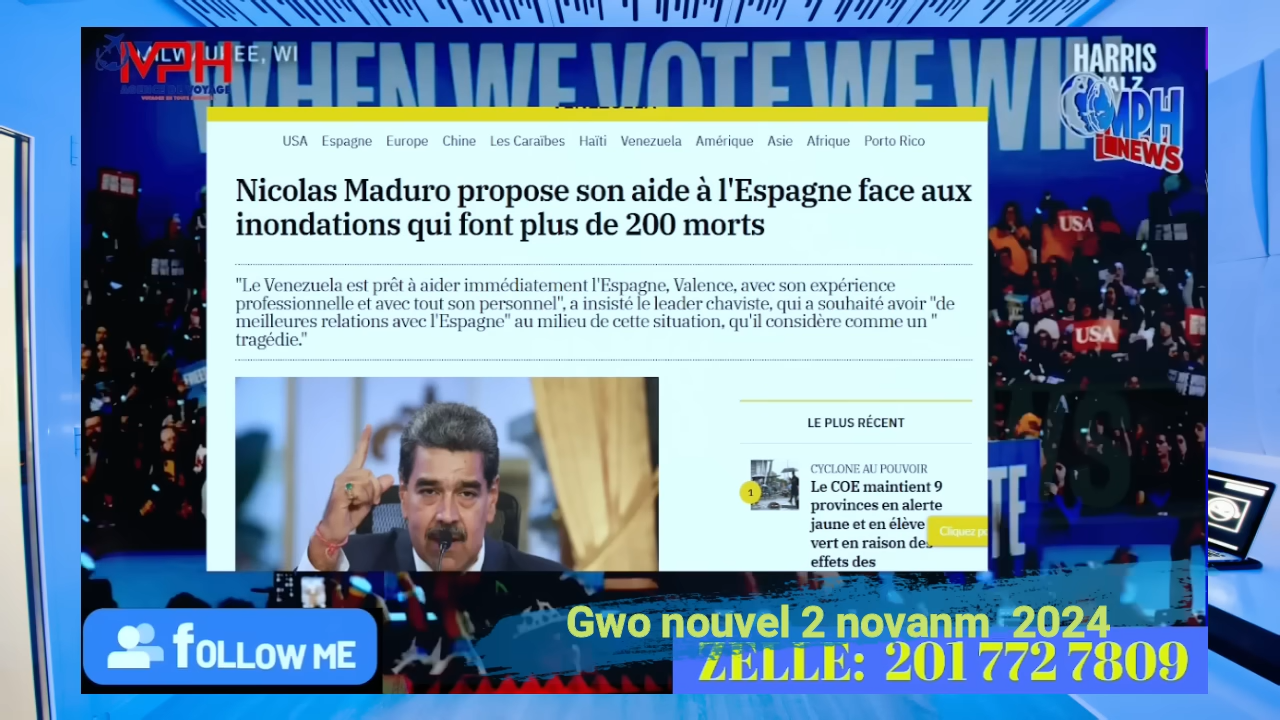 WHEN WE VOTE WE WIN
HARRIS
WALZ
MPH
AGENCE DE VOYAGE
MPH
NEWS
VENEZUELA
USA Espagne Europe Chine Les Caraïbes Haïti Venezuela Amérique Asie Afrique Porto Rico
Nicolas Maduro propose son aide à l'Espagne face aux
inondations qui font plus de 200 morts
USA
"Le Venezuela est prêt à aider immédiatement l'Espagne, Valence, avec son expérience
professionnelle et avec tout son personnel", a insisté le leader chaviste, qui a souhaité avoir "de
meilleures relations avec l'Espagne" au milieu de cette situation, qu'il considère comme un "
tragédie."
USA
LE PLUS RÉCENT
CYCLONE AU POUVOIR
1
Le COE maintient 9
provinces en alerte
jaune et en élève
vert en raison des
effets des
Cliquez
FOLLOW ME
Gwo nouvel 2 novanm 2024
ZELLE: 201 772 7809